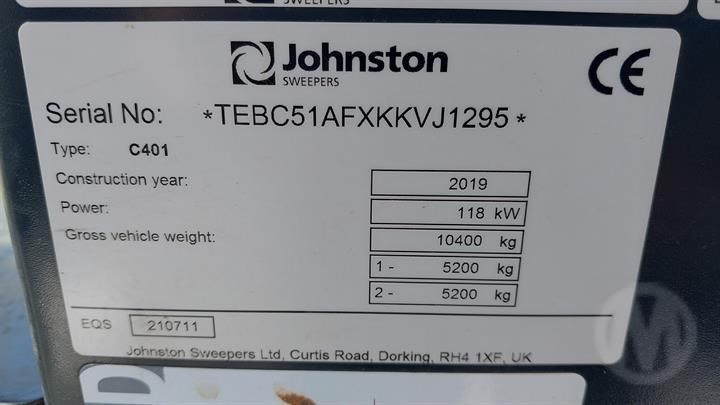 SWEEPERS
Johnston
SWEEPERS
CE
Serial No: *TEBC51AFXKKVJ1295*
Type: C401
Construction year: 2019
Power: 118 kW
Gross vehicle weight: 10400 kg
1 - 5200 kg
2 - 5200 kg
EQS 210711
Johnston Sweepers Ltd, Curtis Road, Dorking, RH4 1XF, UK
M